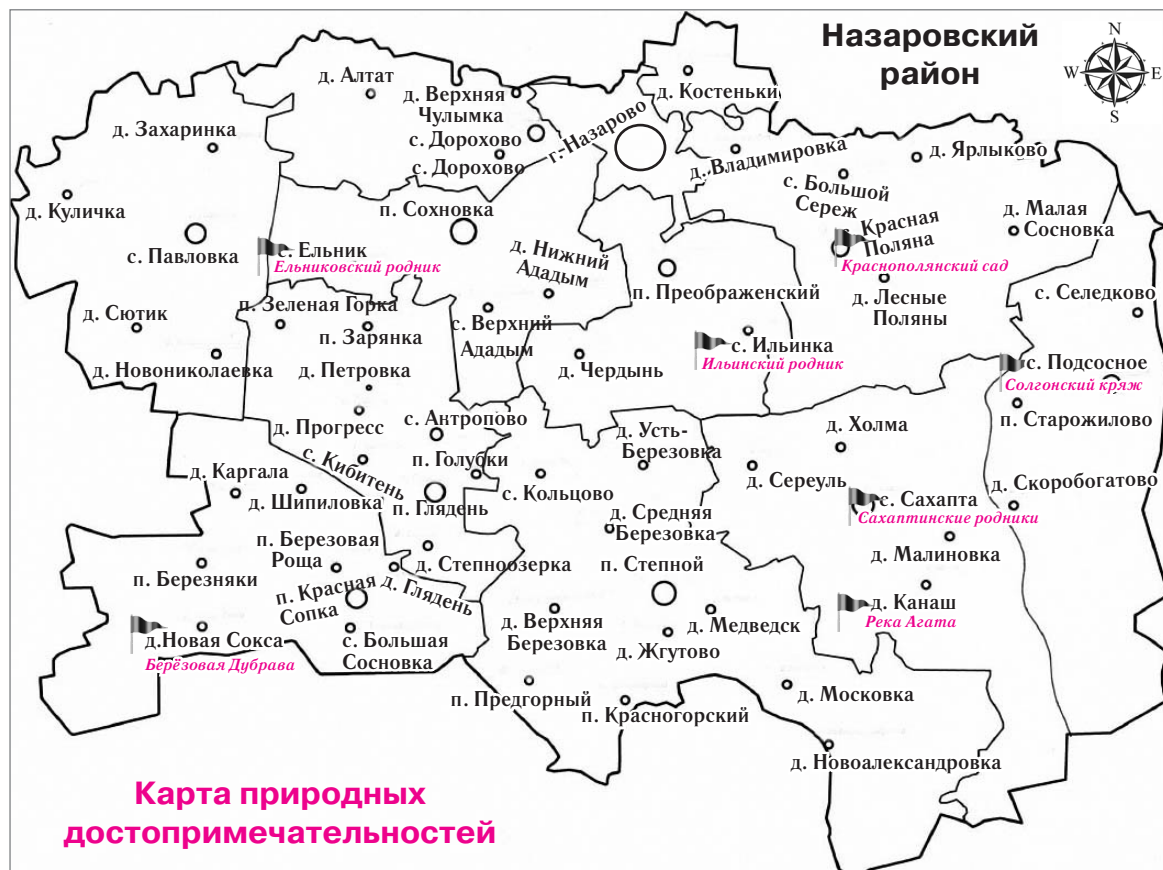 Назаровский
район
N
W
E
S
д. Алтат
д. Верхняя
Чулымка
с. Дорохово
с. Дорохово
г. Назарово
д. Костеньки
д. Владимировка
д. Ярлыково
д. Захаринка
д. Куличка
с. Павловка
с. Ельник
Ельниковский родник
п. Сохновка
д. Нижний
Ададым
с. Большой
Сереж
с. Красная
Поляна
Краснополянский сад
д. Малая
Сосновка
п. Преображенский
д. Лесные
Поляны
с. Селедково
д. Сютик
п. Зеленая Горка
п. Зарянка
с. Верхний
Ададым
с. Ильинка
Ильинский родник
с. Подсосное
Солгонский кряж
д. Новониколаевка
д. Петровка
д. Чердынь
п. Старожилово
д. Прогресс
с. Антропово
д. Усть-
Березовка
д. Холма
с. Кибитень
п. Голубки
д. Каргала
д. Шипиловка
п. Глядень
с. Кольцово
д. Сереуль
д. Скоробогатово
с. Сахапта
Сахаптинские родники
д. Средняя
Березовка
п. Березовая
Роща
д. Малиновка
п. Березняки
д. Степноозерка
п. Степной
п. Красная
Сопка
д. Глядень
д. Канаш
Река Агата
д.Новая Сокса
Берёзовая Дубрава
с. Большая
Сосновка
д. Верхняя
Березовка
д. Медведск
д. Жгутово
п. Предгорный
п. Красногорский
д. Московка
д. Новоалександровка
Карта природных
достопримечательностей